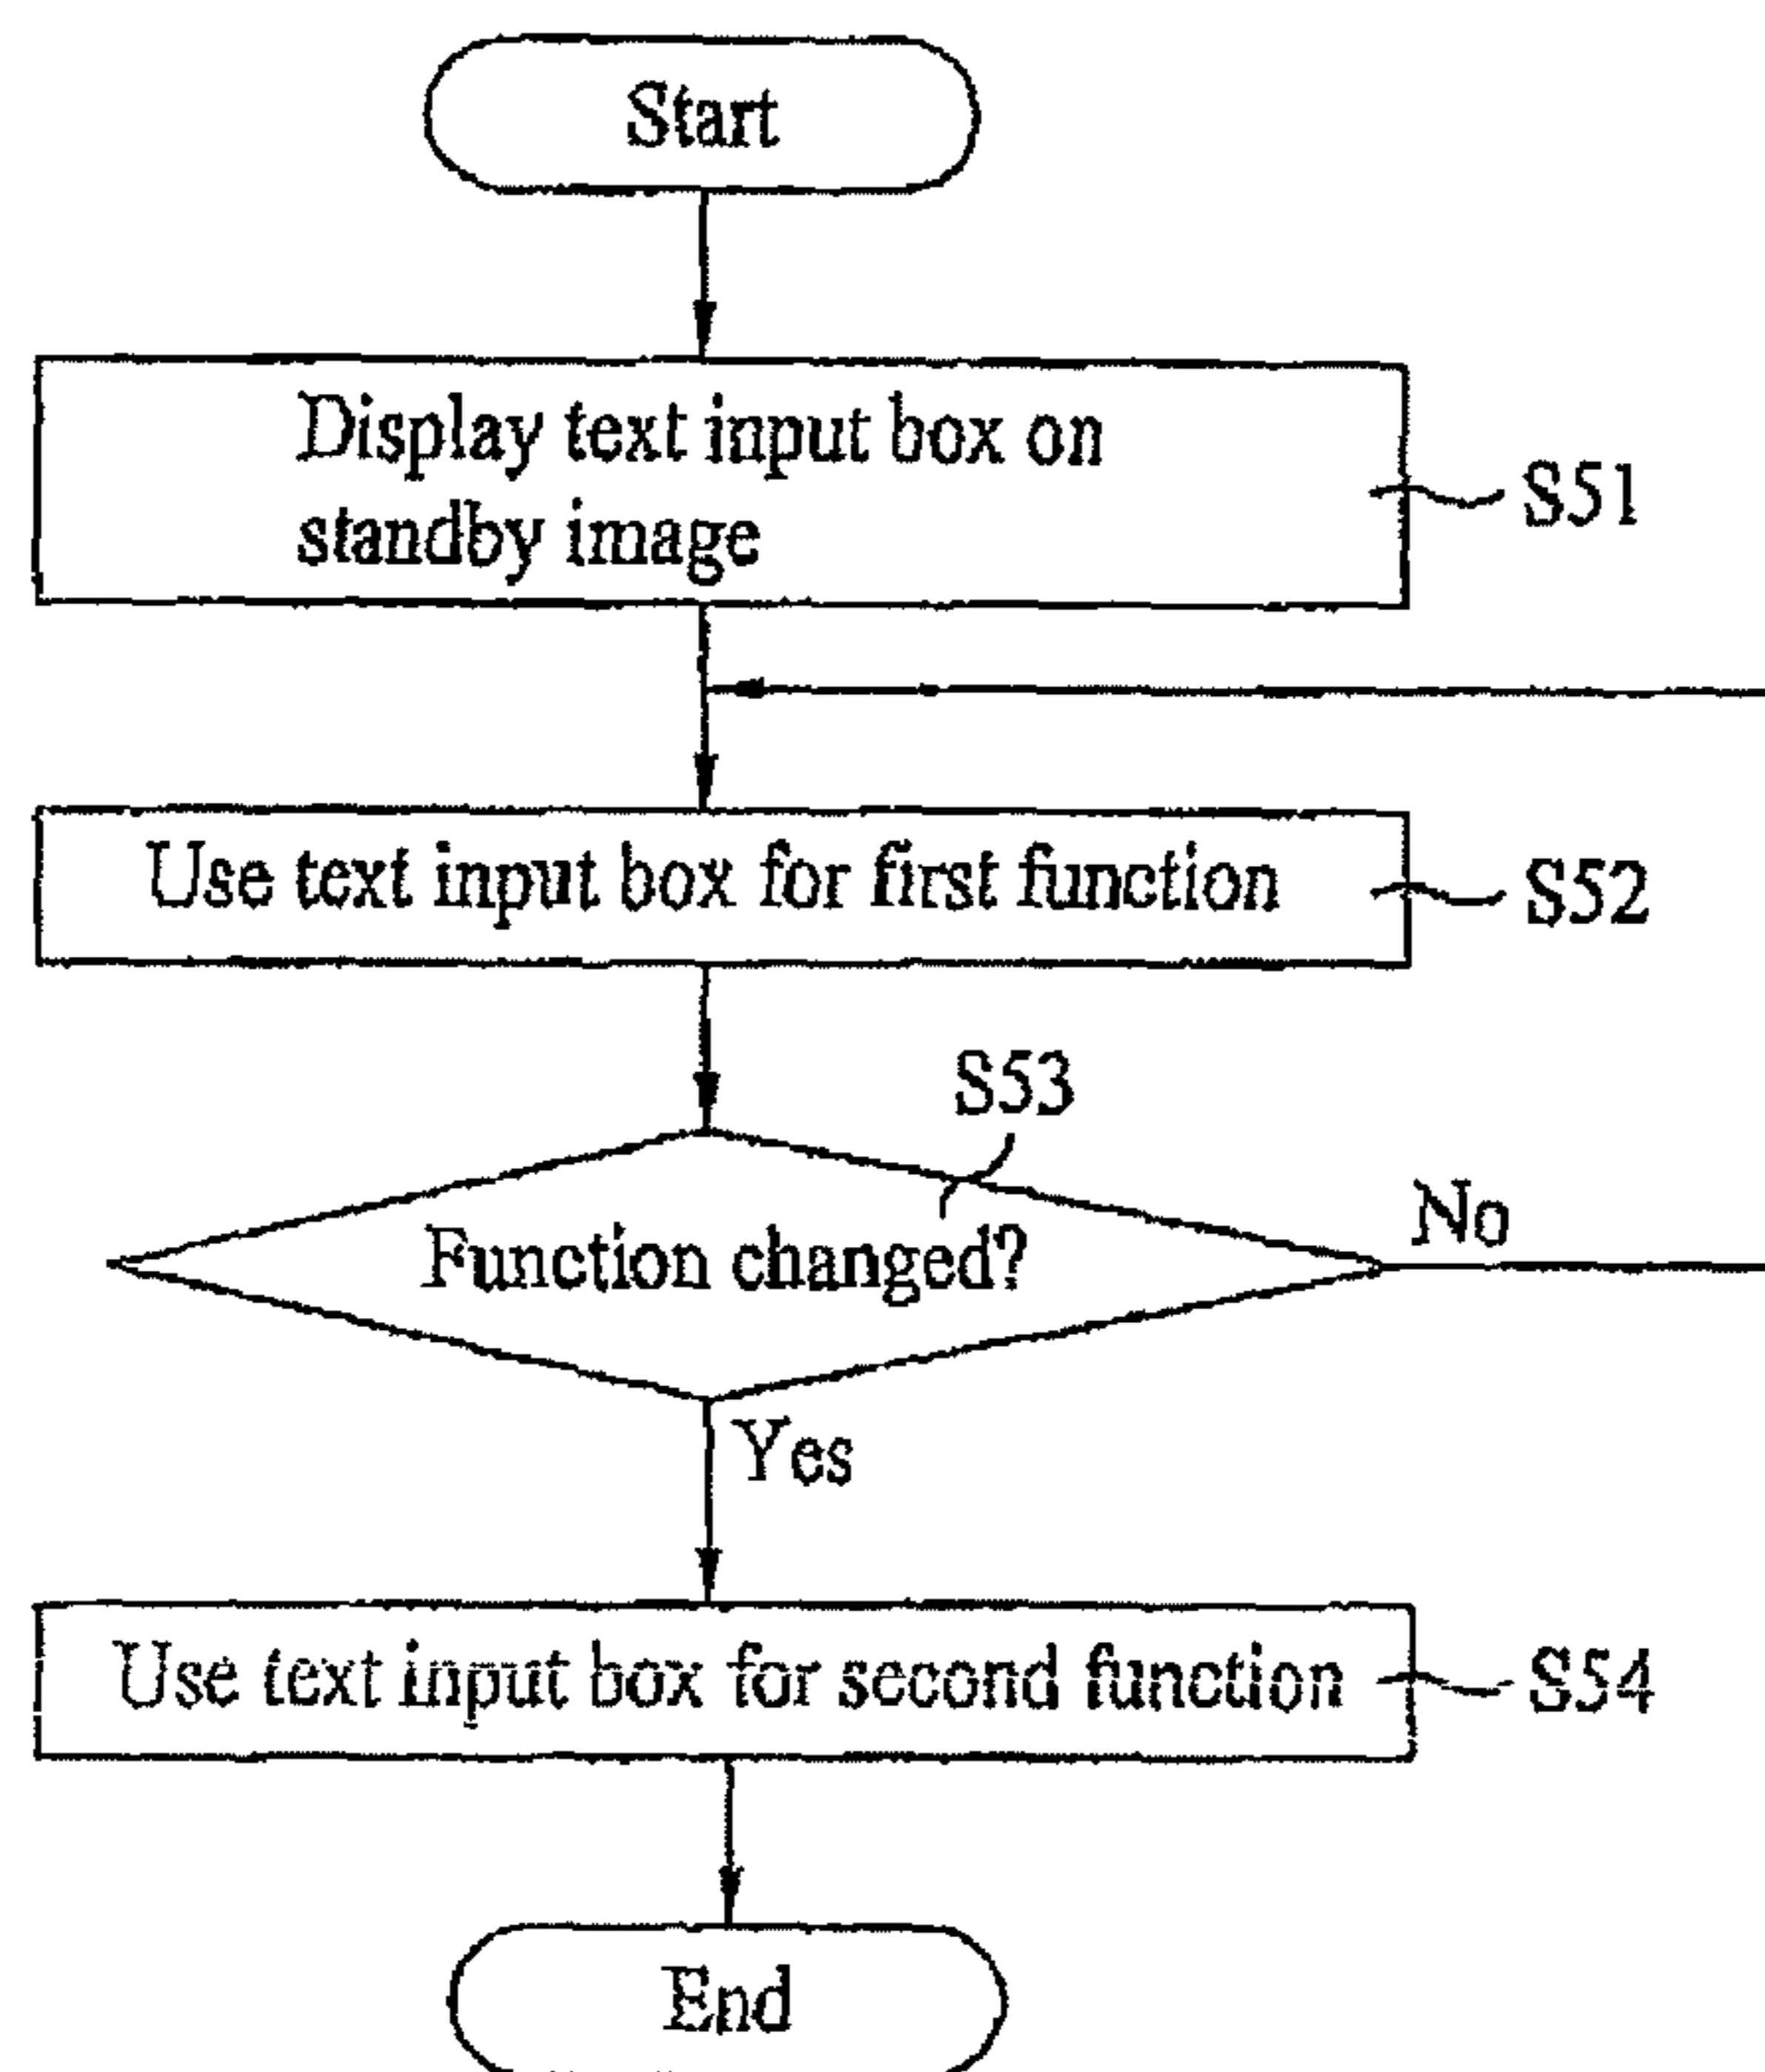 Start
Display text input box on
standby image
S51
Use text input box for first function
S52
S53
Function changed?
No
Yes
Use text input box for second function
S54
End